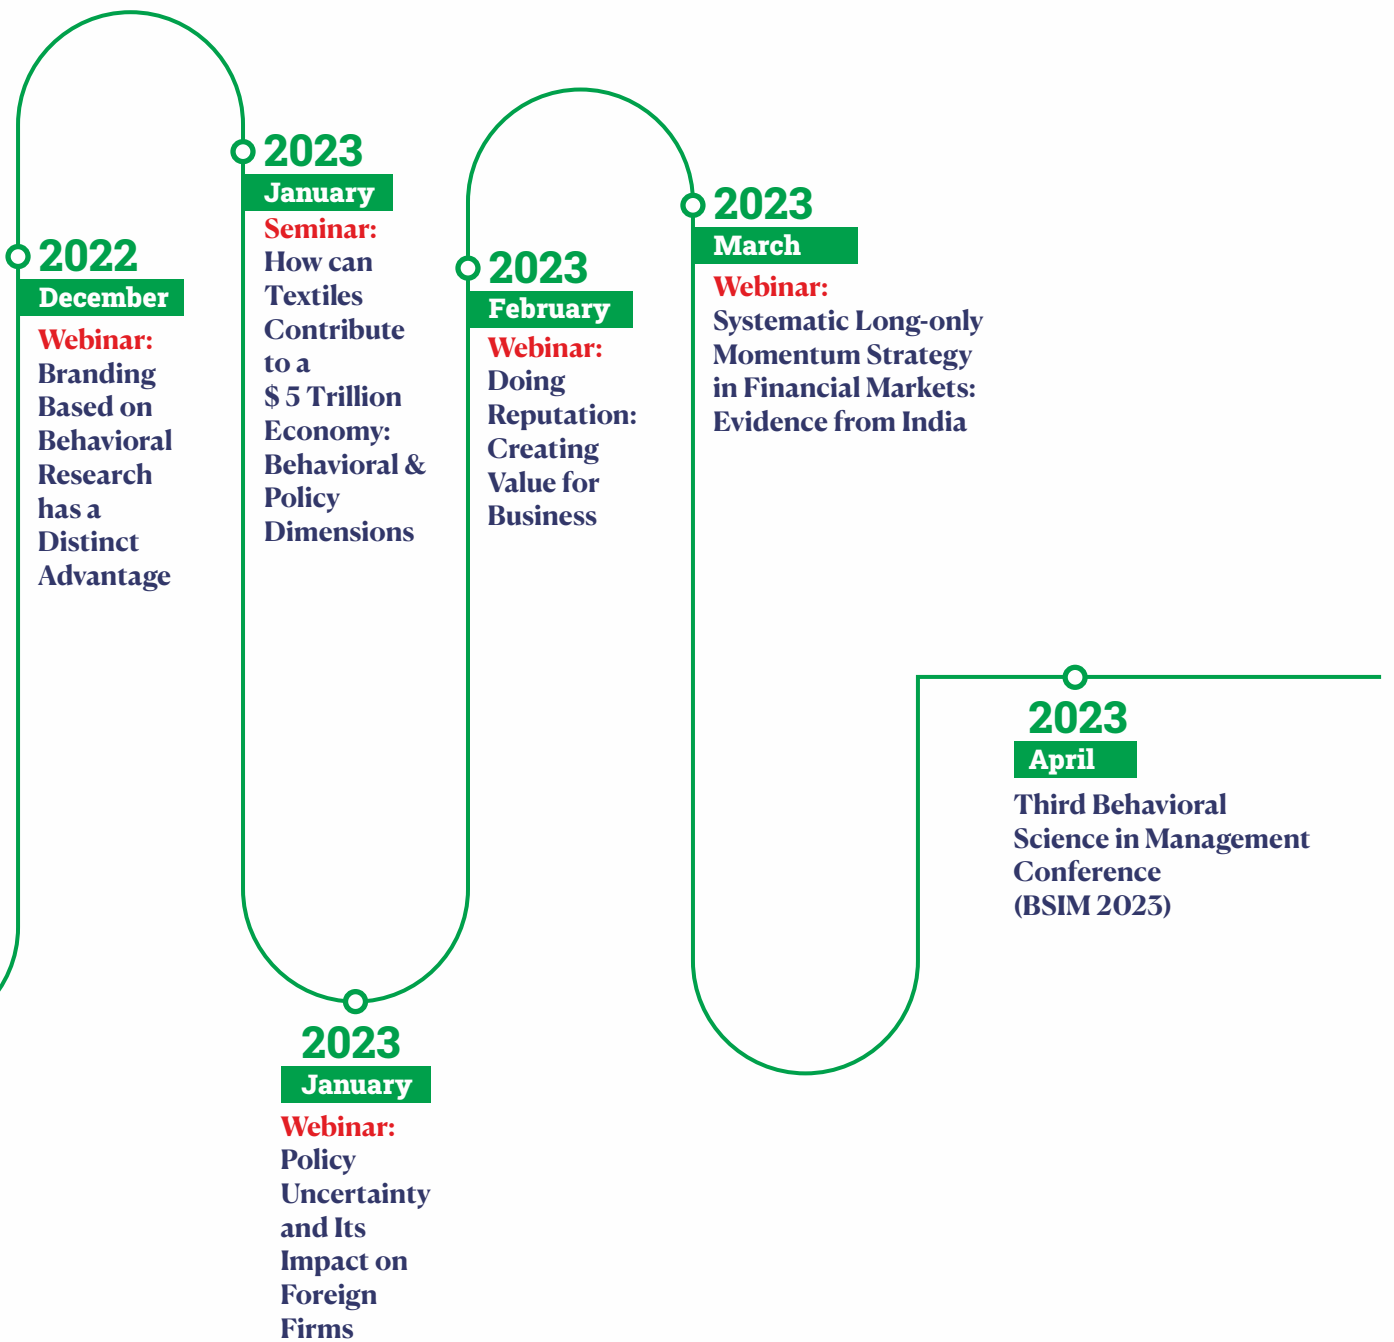 2022
December
Webinar:
Branding
Based on
Behavioral
Research
has a
Distinct
Advantage
2023
January
Seminar:
How can
Textiles
Contribute
to a
$ 5 Trillion
Economy:
Behavioral &
Policy
Dimensions
2023
January
Webinar:
Policy
Uncertainty
and Its
Impact on
Foreign
Firms
2023
February
Webinar:
Doing
Reputation:
Creating
Value for
Business
2023
March
Webinar:
Systematic Long-only
Momentum Strategy
in Financial Markets:
Evidence from India
2023
April
Third Behavioral
Science in Management
Conference
(BSIM 2023)